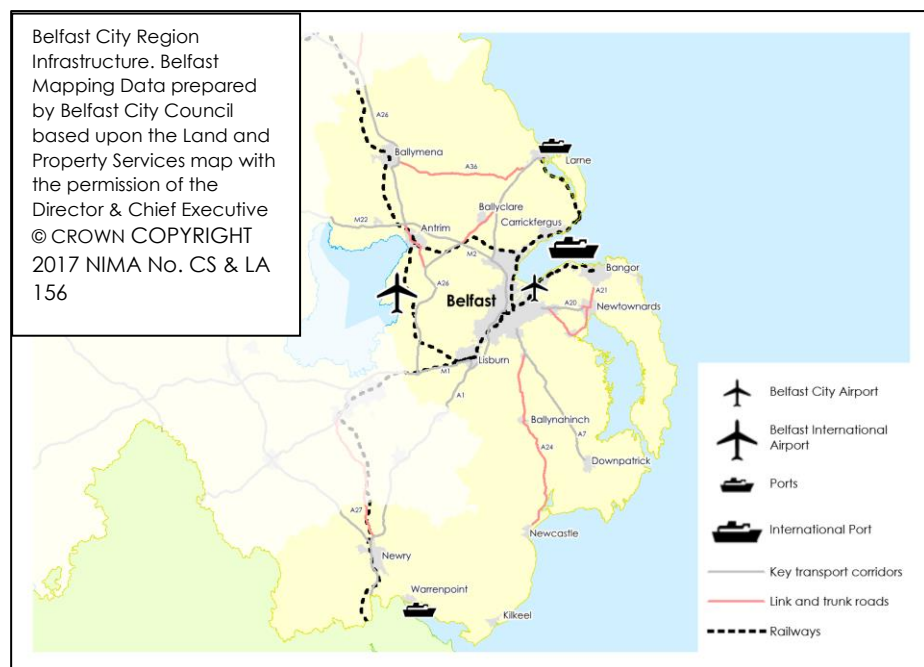 Belfast City Region
Infrastructure. Belfast
Mapping Data prepared
by Belfast City Council
based upon the Land and
Property Services map with
the permission of the
Director & Chief Executive
© CROWN COPYRIGHT
2017 NIMA No. CS & LA
156
A26
Ballymena
A36
Larne
Ballyclare
Carrickfergus
M22
Antrim
M2
A26
Belfast
Bangor
A21
A20
Newtownards
Lisburn
M1
A1
Ballynahinch
A7
A24
Downpatrick
A27
Newcastle
Newry
Warrenpoint
Kilkeel
Belfast City Airport
Belfast International
Airport
Ports
International Port
Key transport corridors
Link and trunk roads
Railways